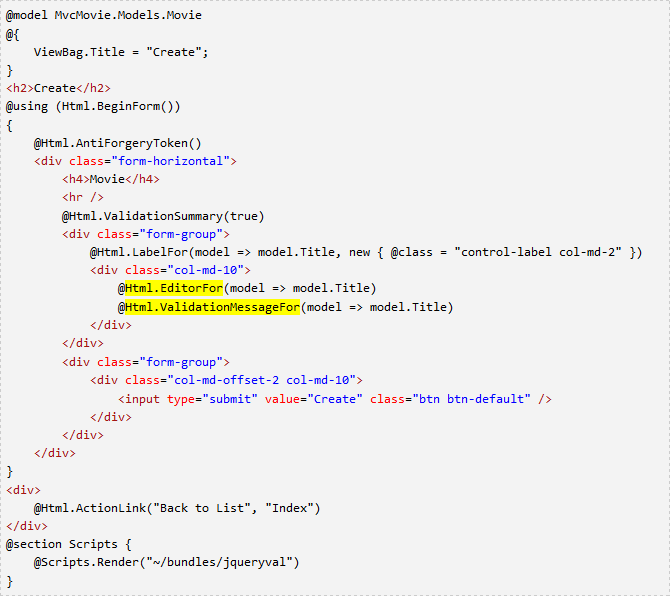 @model MvcMovie.Models.Movie
@{
    ViewBag.Title = "Create";
}
<h2>Create</h2>
@using (Html.BeginForm())
{
    @Html.AntiForgeryToken()
    <div class="form-horizontal">
        <h4>Movie</h4>
        <hr />
        @Html.ValidationSummary(true)
        <div class="form-group">
            @Html.LabelFor(model => model.Title, new { @class = "control-label col-md-2" })
            <div class="col-md-10">
                @Html.EditorFor(model => model.Title)
                @Html.ValidationMessageFor(model => model.Title)
            </div>
        </div>
        <div class="form-group">
            <div class="col-md-offset-2 col-md-10">
                <input type="submit" value="Create" class="btn btn-default" />
            </div>
        </div>
    </div>
}
<div>
    @Html.ActionLink("Back to List", "Index")
</div>
@section Scripts {
    @Scripts.Render("~/bundles/jqueryval")
}